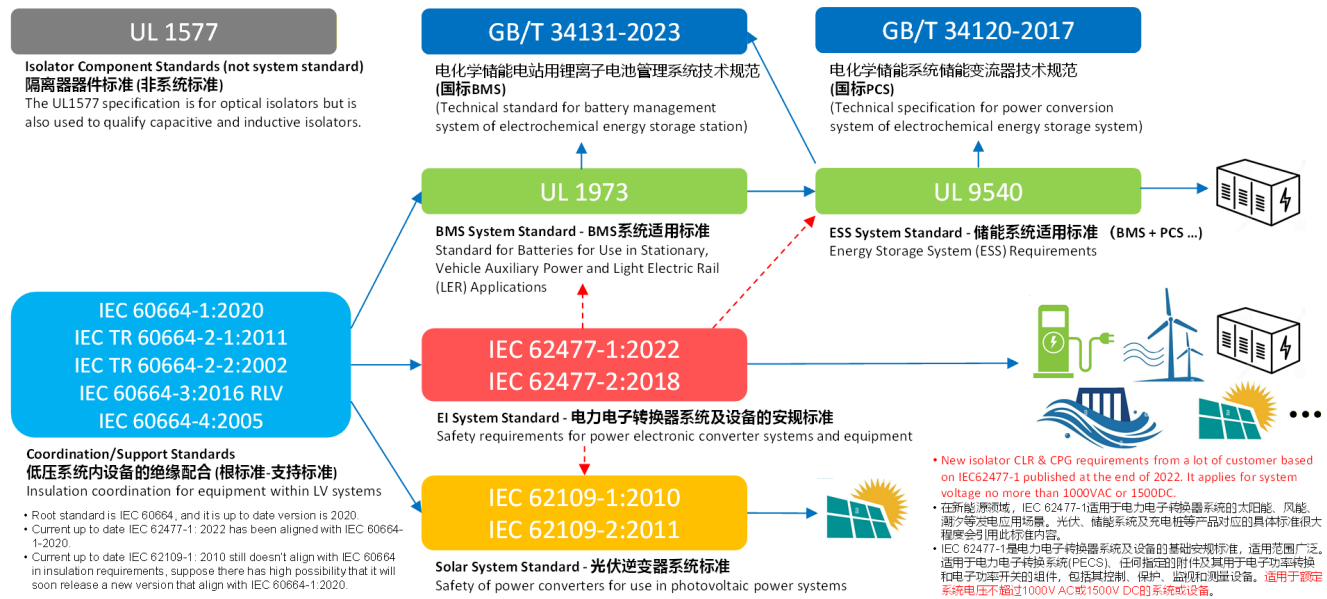 UL 1577
Isolator Component Standards (not system standard)
隔离器器件标准 (非系统标准)
The UL1577 specification is for optical isolators but is
also used to qualify capacitive and inductive isolators.
GB/T 34131-2023
电化学储能电站用锂离子电池管理系统技术规范
(国标BMS)
(Technical standard for battery management
system of electrochemical energy storage station)
GB/T 34120-2017
电化学储能系统储能变流器技术规范
(国标PCS)
(Technical specification for power conversion
system of electrochemical energy storage system)
UL 1973
BMS System Standard - BMS系统适用标准
Standard for Batteries for Use in Stationary,
Vehicle Auxiliary Power and Light Electric Rail
(LER) Applications
UL 9540
ESS System Standard - 储能系统适用标准 （BMS + PCS ...）
Energy Storage System (ESS) Requirements
IEC 60664-1:2020
IEC TR 60664-2-1:2011
IEC TR 60664-2-2:2002
IEC 60664-3:2016 RLV
IEC 60664-4:2005
Coordination/Support Standards
低压系统内设备的绝缘配合 (根标准-支持标准)
Insulation coordination for equipment within LV systems
• Root standard is IEC 60664, and it is up to date version is 2020.
• Current up to date IEC 62477-1: 2022 has been aligned with IEC 60664-
1-2020.
• Current up to date IEC 62109-1: 2010 still doesn't align with IEC 60664
in insulation requirements, suppose there has high possibility that it will
soon release a new version that align with IEC 60664-1:2020.
IEC 62477-1:2022
IEC 62477-2:2018
EI System Standard - 电力电子转换器系统及设备的安规标准
Safety requirements for power electronic converter systems and equipment
IEC 62109-1:2010
IEC 62109-2:2011
Solar System Standard - 光伏逆变器系统标准
Safety of power converters for use in photovoltaic power systems
• New isolator CLR & CPG requirements from a lot of customer based
on IEC62477-1 published at the end of 2022. It applies for system
voltage no more than 1000VAC or 1500DC.
• 在新能源领域，IEC 62477-1适用于电力电子转换器系统的太阳能、风能、
潮汐等发电应用场景。光伏、储能系统及充电桩等产品对应的具体标准很大
程度会引用此标准内容。
• IEC 62477-1是电力电子转换器系统及设备的基础安规标准，适用范围广泛。
适用于电力电子转换系统(PECS)、任何指定的附件及其用于电子功率转换
和电子功率开关的组件，包括其控制、保护、监视和测量设备。适用于额定
系统电压不超过1000V AC或1500V DC的系统或设备。